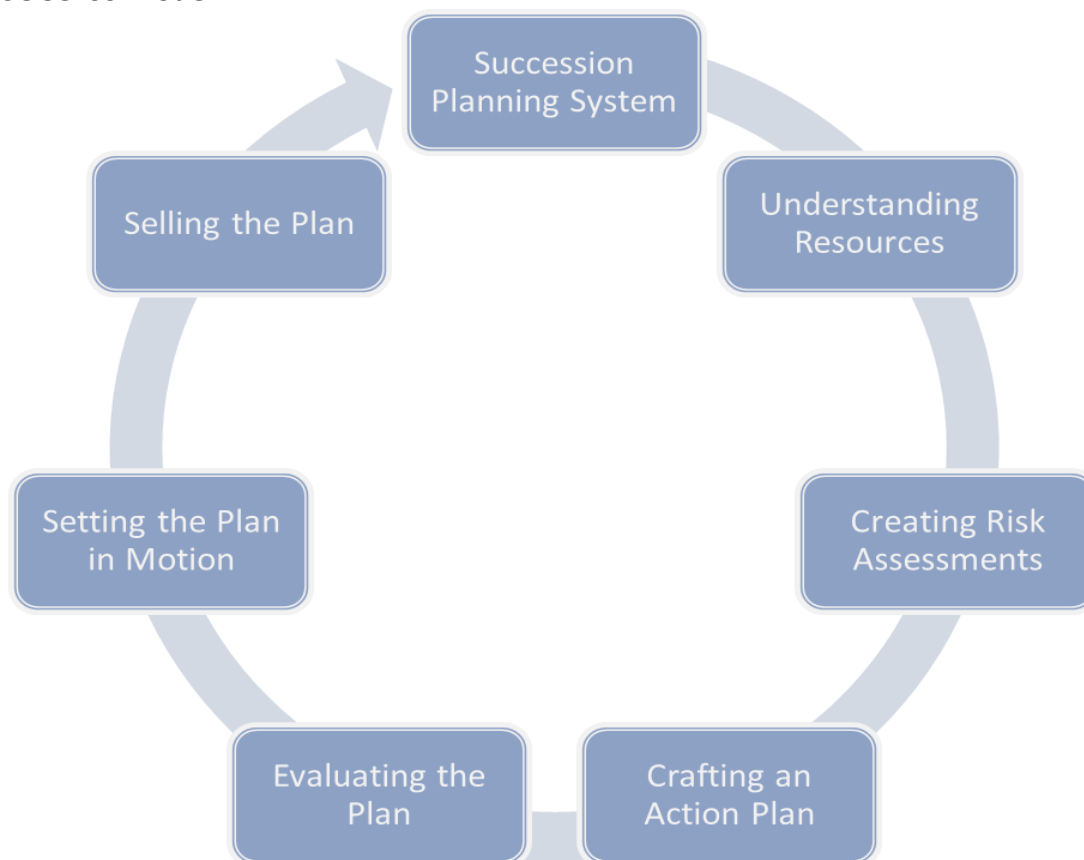 Succession
Planning System
Understanding
Resources
Creating Risk
Assessments
Crafting an
Action Plan
Evaluating the
Plan
Setting the Plan
in Motion
Selling the Plan